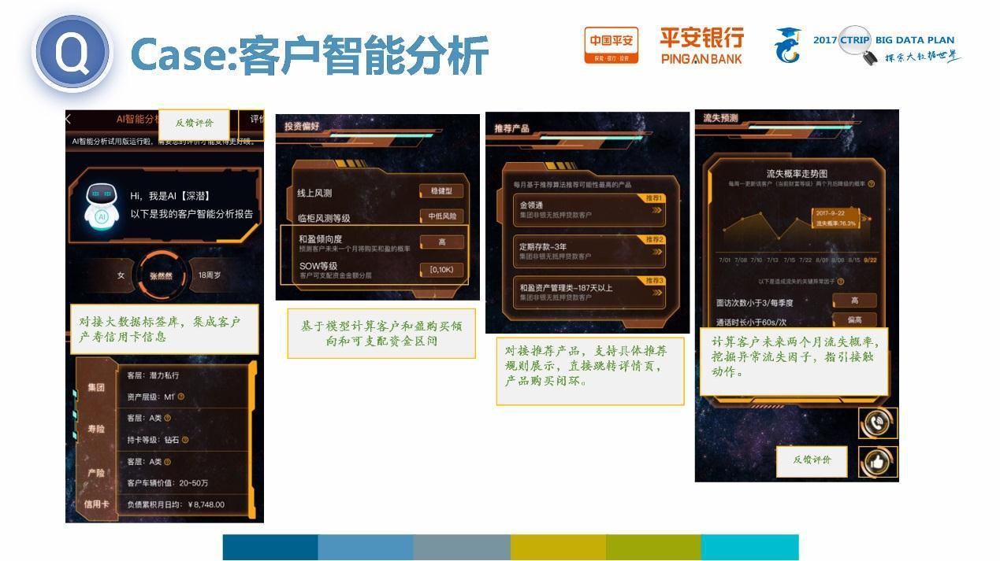 Q
Case:客户智能分析
中国平安
保险·银行·投资
平安银行
PINGAN BANK
2017 CTRIP BIG DATA PLAN
探索大数据世界
AI智能分
反馈评价
评价
AI智能分析试用版运行啦，需要您的评价才能变得更好哦。
Hi，我是AI【深潜】
以下是我的客户智能分析报告
AI
女
张然然
18周岁
对接大数据标签库，集成客户
产寿信用卡信息
集团
客层：潜力私行
资产层级：M1
寿险
客层：A类
持卡等级：钻石
产险
客层：A类
客户车辆价值：20~50万
信用卡
负债累积月日均：￥8,748.00
投资偏好
线上风测
稳健型
临柜风测等级
中低风险
和盈倾向度
高
预测客户未来一个月将购买和盈的概率
SOW等级
[0,10K)
客户可支配资金金额分层
基于模型计算客户和盈购买倾
向和可支配资金区间
推荐产品
每月基于推荐算法推荐可能性最高的产品
推荐1
金领通
集团非银无抵押贷款客户
推荐2
定期存款-3年
集团非银无抵押贷款客户
推荐3
和盈资产管理类-187天以上
集团非银无抵押贷款客户
对接推荐产品，支持具体推荐
规则展示，直接跳转详情页，
产品购买闭环。
流失预测
流失概率走势图
每周一更新该客户（当前财富等级）两个月后降级的概率
2017-9-22
流失概率:76.3%
7/01 7/08 7/10 7/13 7/15 7/22 8/01 8/08 8/15 9/22
以下是造成流失的关键异常因子
面访次数小于3/每季度
高
通话时长小于60s/次
偏高
计算客户未来两个月流失概率，
挖掘异常流失因子，指引接触
动作。
反馈评价